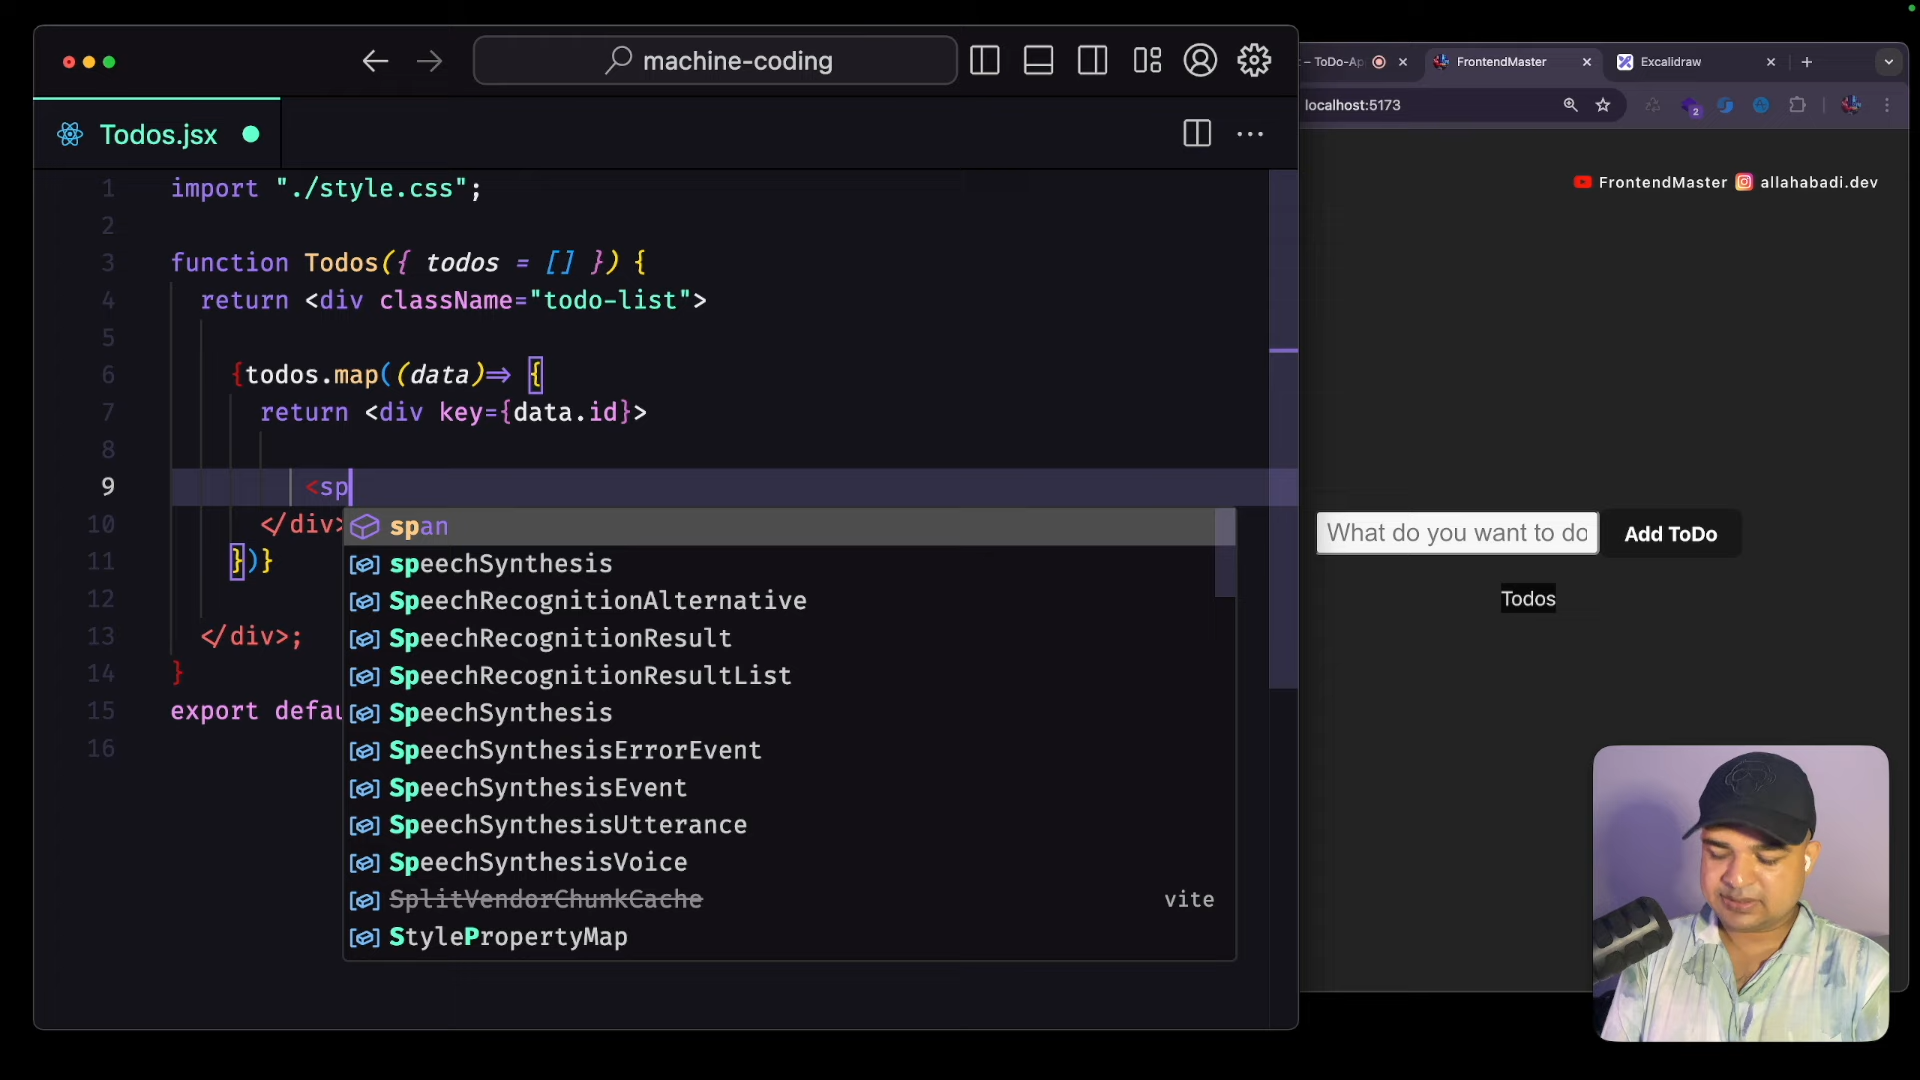 machine-coding
Todos.jsx
1 import "./style.css";
2
3 function Todos({ todos = [] }) {
4 return <div className="todo-list">
5
6 {todos.map((data)=> {
7 return <div key={data.id}>
8
9 <sp
10 </div>
11 })}
12
13 </div>;
14 }
15 export defau
16
span
speechSynthesis
SpeechRecognitionAlternative
SpeechRecognitionResult
SpeechRecognitionResultList
SpeechSynthesis
SpeechSynthesisErrorEvent
SpeechSynthesisEvent
SpeechSynthesisUtterance
SpeechSynthesisVoice
SplitVendorChunkCache vite
StylePropertyMap
– ToDo-Ap FrontendMaster Excalidraw
localhost:5173
2
FrontendMaster allahabadi.dev
What do you want to do Add ToDo
Todos